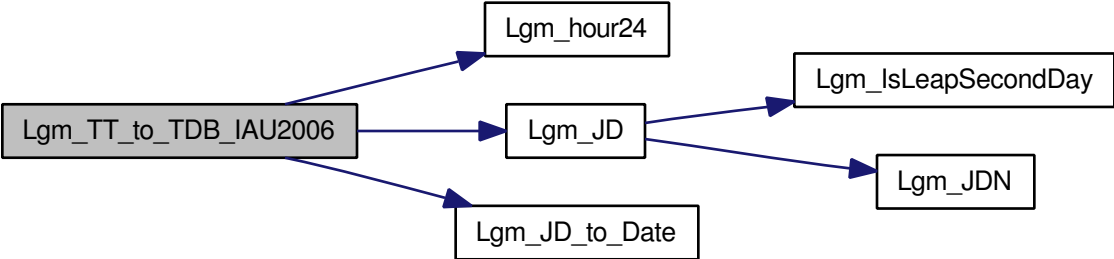 Lgm_hour24
Lgm_IsLeapSecondDay
Lgm_TT_to_TDB_IAU2006
Lgm_JD
Lgm_JDN
Lgm_JD_to_Date